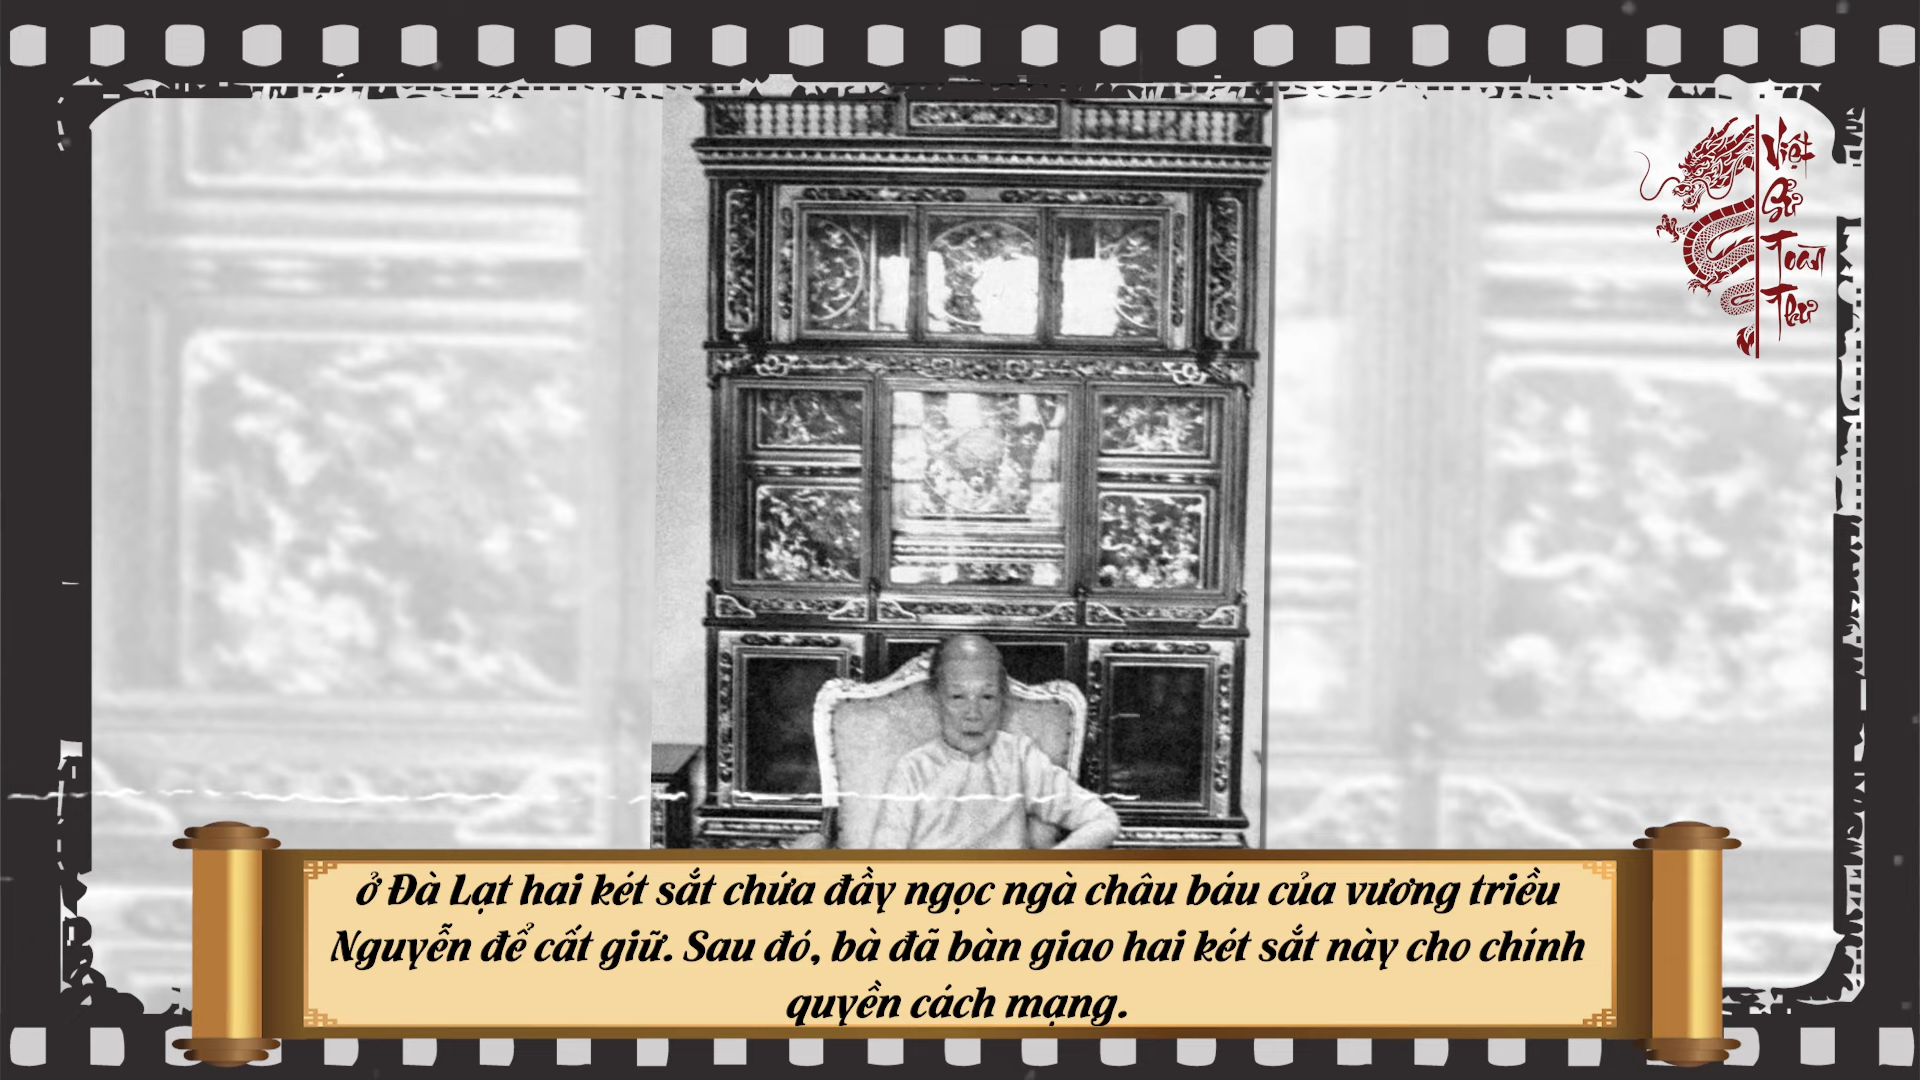 Việt
Sử
Toàn
Thư
ở Đà Lạt hai két sắt chứa đầy ngọc ngà châu báu của vương triều
Nguyễn để cất giữ. Sau đó, bà đã bàn giao hai két sắt này cho chính
quyền cách mạng.